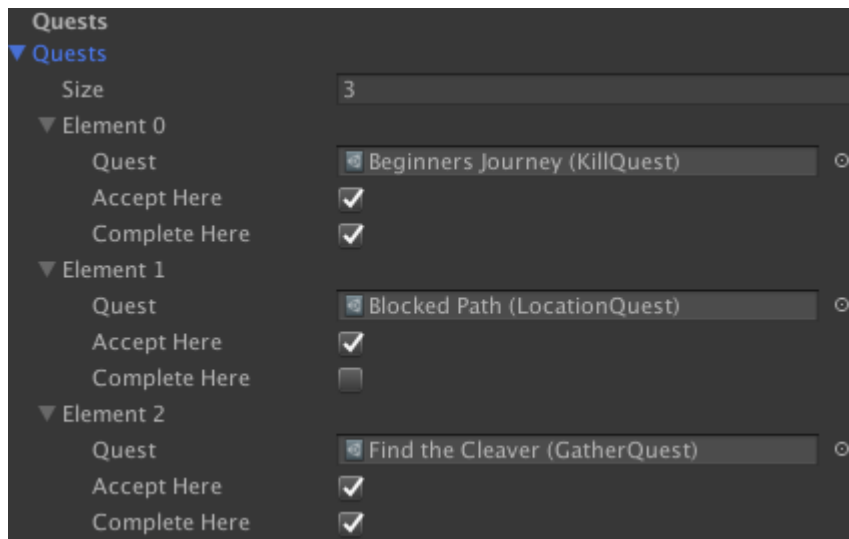 Quests
Quests
Size 3
Element 0
Quest Beginners Journey (KillQuest)
Accept Here
Complete Here
Element 1
Quest Blocked Path (LocationQuest)
Accept Here
Complete Here
Element 2
Quest Find the Cleaver (GatherQuest)
Accept Here
Complete Here